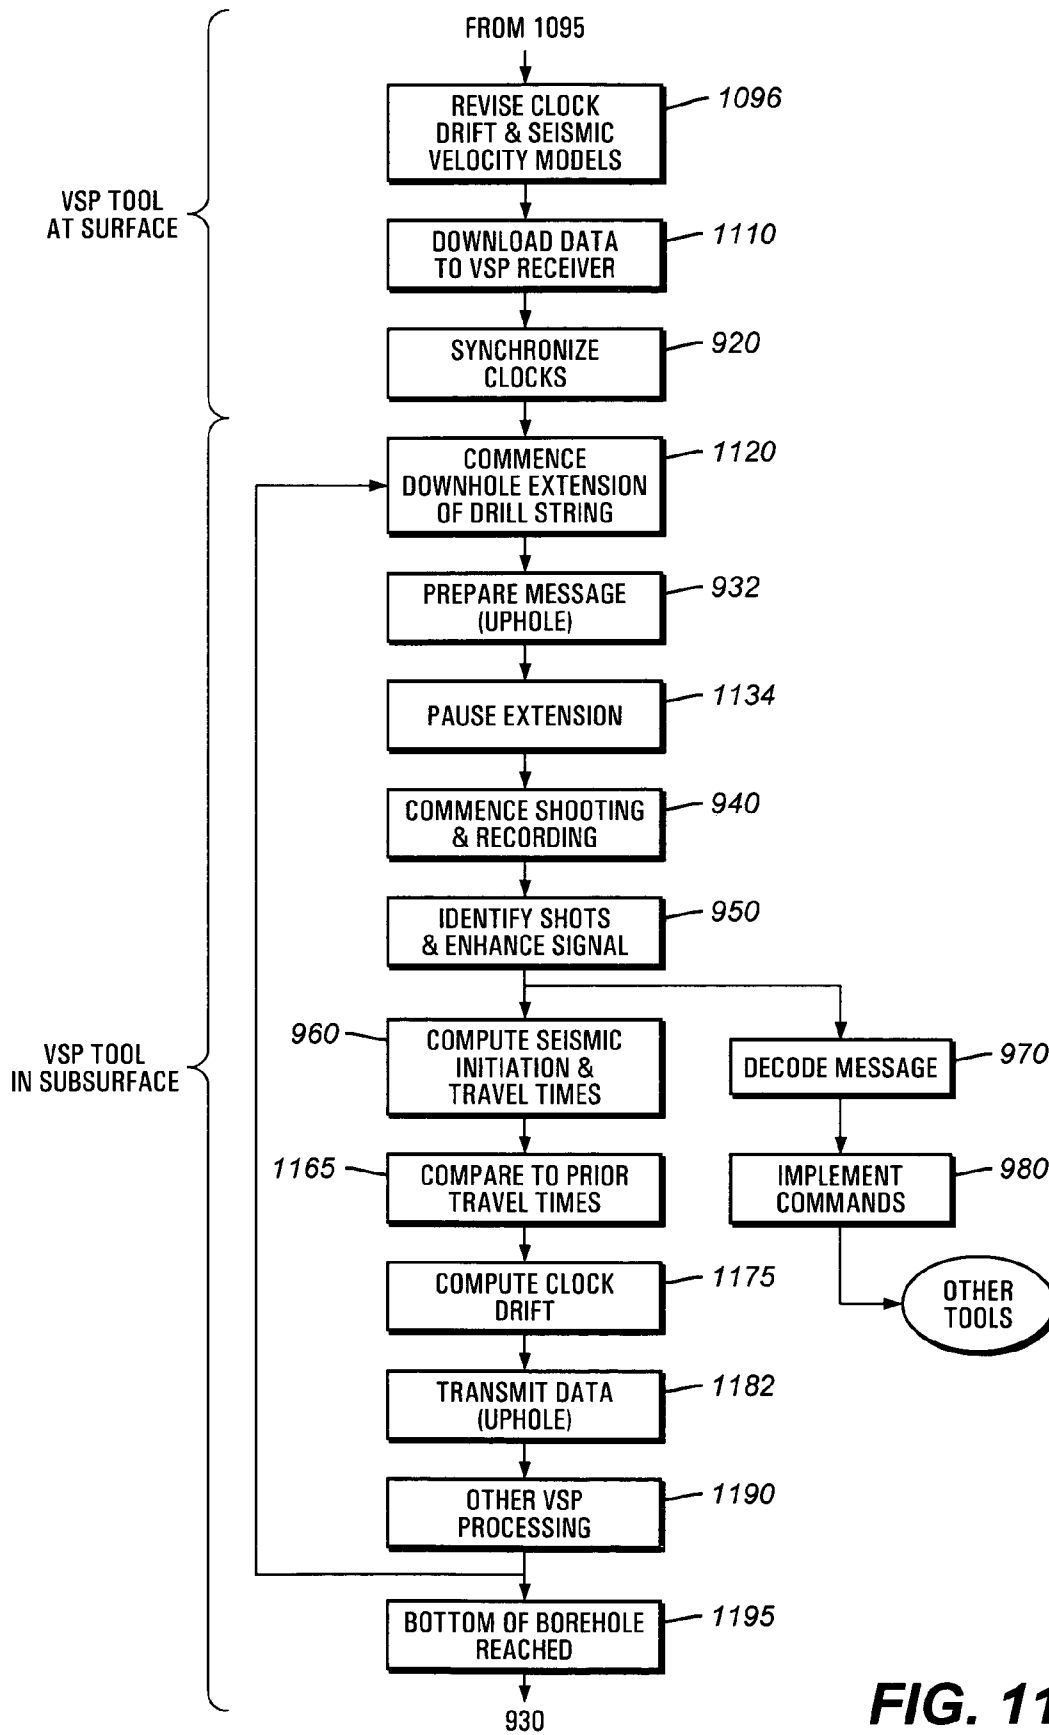 FROM 1095
REVISE CLOCK
DRIFT & SEISMIC
VELOCITY MODELS
1096
VSP TOOL
AT SURFACE
DOWNLOAD DATA
TO VSP RECEIVER
1110
SYNCHRONIZE
CLOCKS
920
COMMENCE
DOWNHOLE EXTENSION
OF DRILL STRING
1120
PREPARE MESSAGE
(UPHOLE)
932
PAUSE EXTENSION
1134
COMMENCE SHOOTING
& RECORDING
940
IDENTIFY SHOTS
& ENHANCE SIGNAL
950
VSP TOOL
IN SUBSURFACE
960
COMPUTE SEISMIC
INITIATION &
TRAVEL TIMES
DECODE MESSAGE
970
1165
COMPARE TO PRIOR
TRAVEL TIMES
IMPLEMENT
COMMANDS
980
COMPUTE CLOCK
DRIFT
1175
OTHER
TOOLS
TRANSMIT DATA
(UPHOLE)
1182
OTHER VSP
PROCESSING
1190
BOTTOM OF BOREHOLE
REACHED
1195
930
FIG. 11